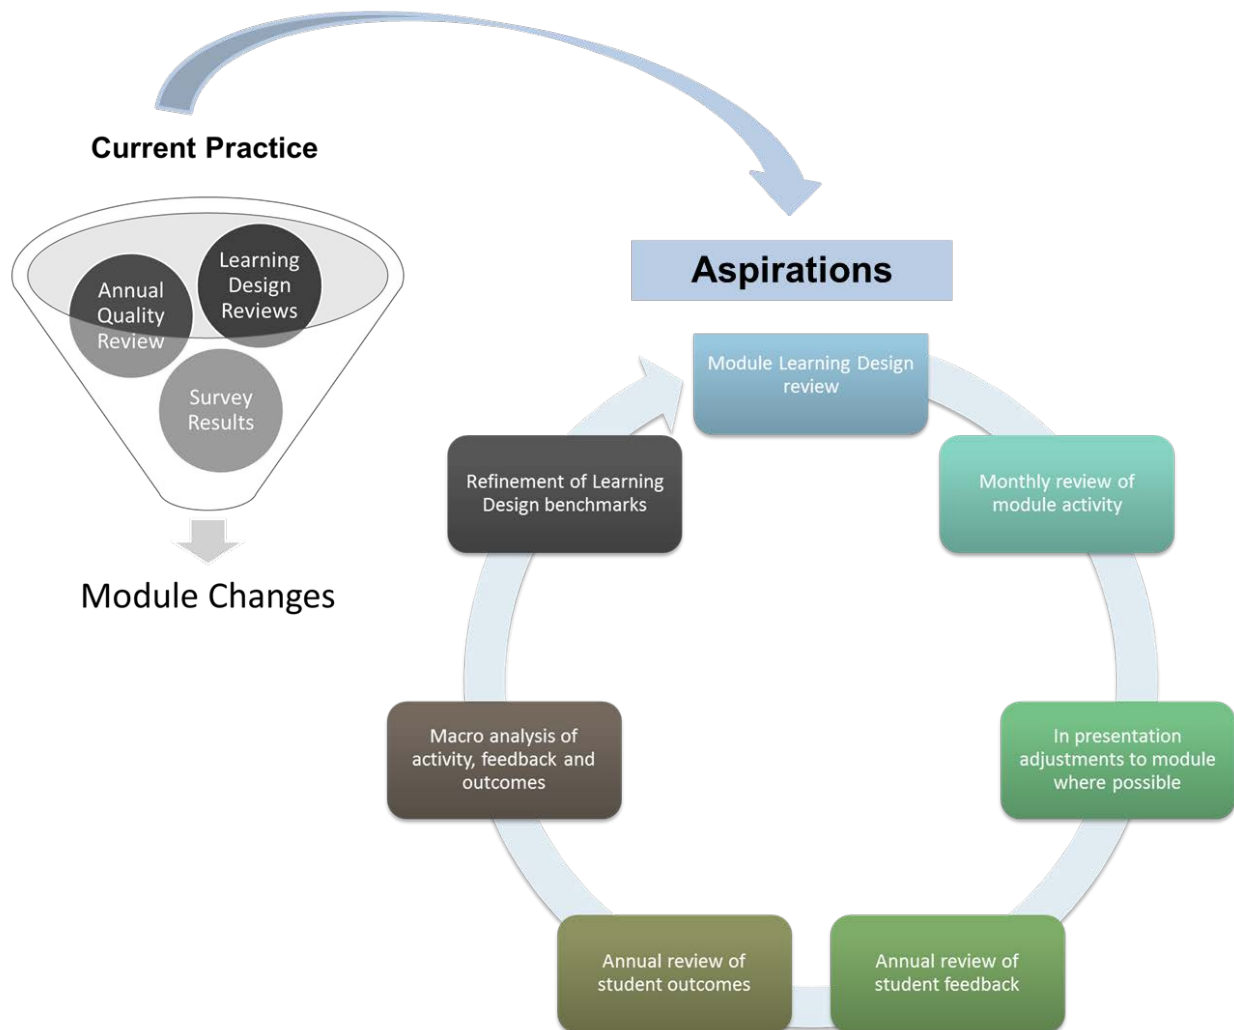 Current Practice
Learning
Design
Reviews
Annual
Quality
Review
Survey
Results
Module Changes
Aspirations
Module Learning Design
review
Monthly review of
module activity
In presentation
adjustments to module
where possible
Annual review of
student feedback
Annual review of
student outcomes
Macro analysis of
activity, feedback and
outcomes
Refinement of Learning
Design benchmarks